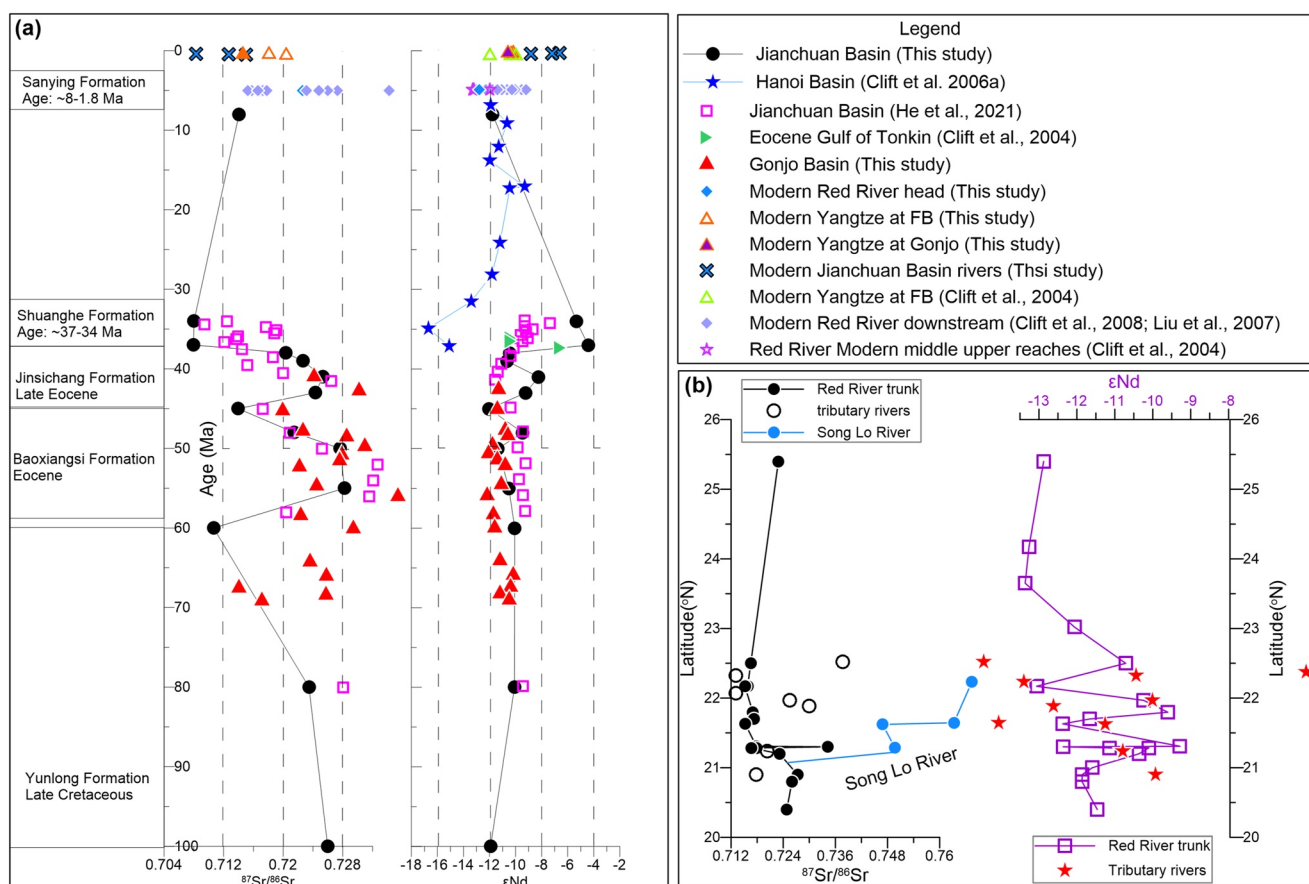 (a)
Sanying Formation
Age: ~8-1.8 Ma
Shuanghe Formation
Age: ~37-34 Ma
Jinsichang Formation
Late Eocene
Baoxiangsi Formation
Eocene
Yunlong Formation
Late Cretaceous
Age (Ma)
0
10
20
30
40
50
60
70
80
90
100
0.704
0.712
0.72
0.728
⁸⁷Sr/⁸⁶Sr
-18
-16
-14
-12
-10
-8
-6
-4
-2
εNd
Legend
Jianchuan Basin (This study)
Hanoi Basin (Clift et al. 2006a)
Jianchuan Basin (He et al., 2021)
Eocene Gulf of Tonkin (Clift et al., 2004)
Gonjo Basin (This study)
Modern Red River head (This study)
Modern Yangtze at FB (This study)
Modern Yangtze at Gonjo (This study)
Modern Jianchuan Basin rivers (Thsi study)
Modern Yangtze at FB (Clift et al., 2004)
Modern Red River downstream (Clift et al., 2008; Liu et al., 2007)
Red River Modern middle upper reaches (Clift et al., 2004)
(b)
Red River trunk
tributary rivers
Song Lo River
εNd
-13
-12
-11
-10
-9
-8
26
25
24
23
22
21
20
Latitude(°N)
Song Lo River
0.712
0.724
0.736
0.748
0.76
⁸⁷Sr/⁸⁶Sr
26
25
24
23
22
21
20
Latitude(°N)
Red River trunk
Tributary rivers